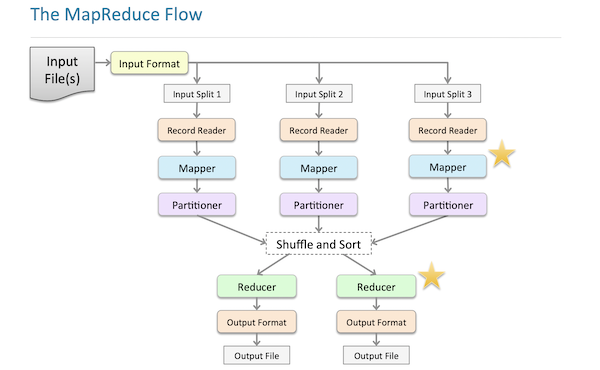 The MapReduce Flow
Input
File(s)
Input Format
Input Split 1
Input Split 2
Input Split 3
Record Reader
Record Reader
Record Reader
Mapper
Mapper
Mapper
Partitioner
Partitioner
Partitioner
Shuffle and Sort
Reducer
Reducer
Output Format
Output Format
Output File
Output File